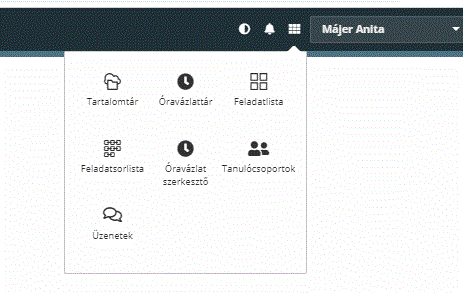 Májer Anita
Tartalomtár Óravázlattár Feladatlista
Feladatsorlista Óravázlat szerkesztő Tanulócsoportok
Üzenetek